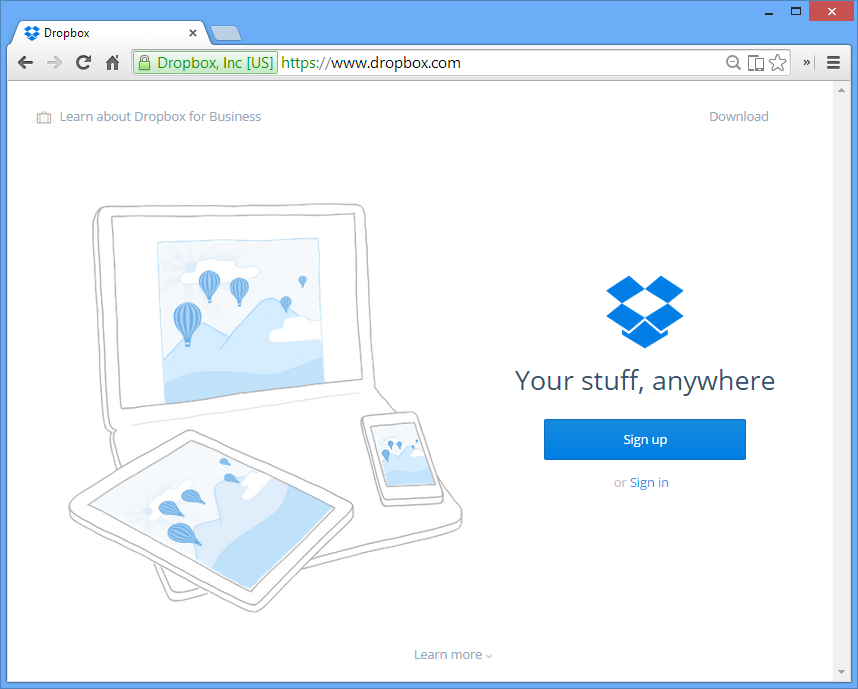 Dropbox
Dropbox, Inc [US] https://www.dropbox.com
Learn about Dropbox for Business
Download
Your stuff, anywhere
Sign up
or Sign in
Learn more